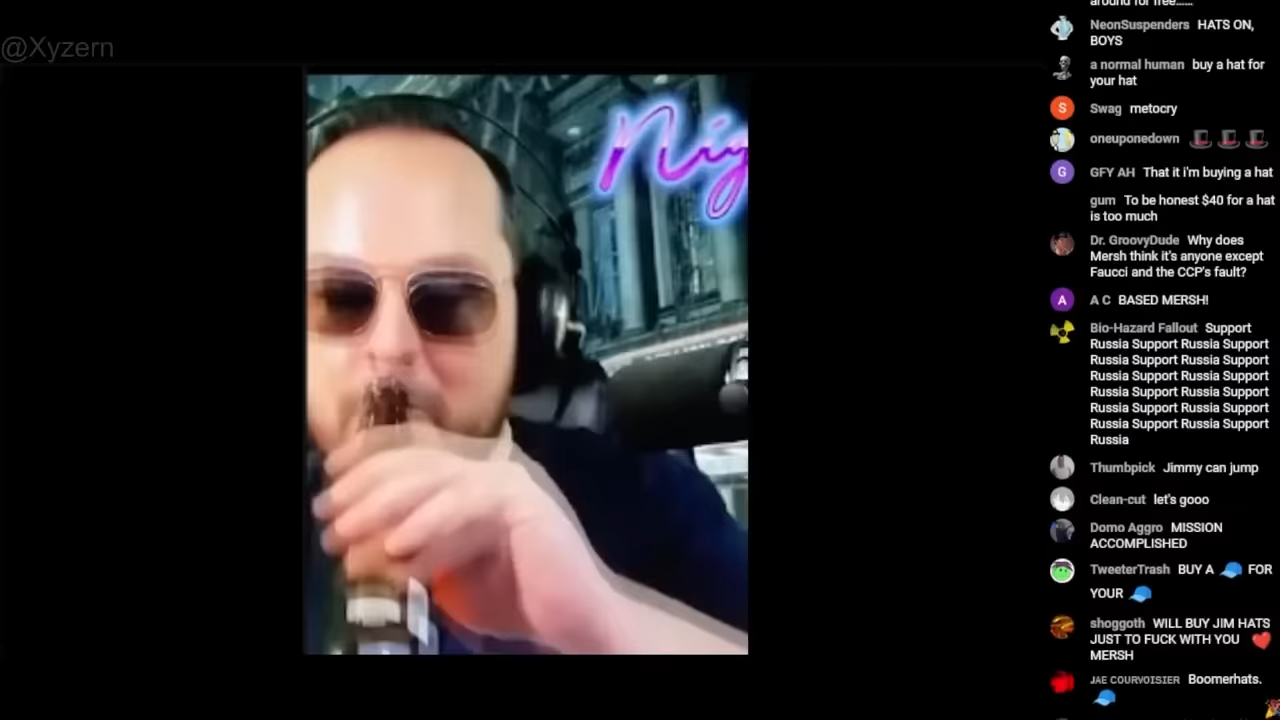 around for free......
@Xyzern
Nig
NeonSuspenders HATS ON,
BOYS
a normal human buy a hat for
your hat
Swag metocry
oneuponedown
GFY AH That it i'm buying a hat
gum To be honest $40 for a hat
is too much
Dr. GroovyDude Why does
Mersh think it's anyone except
Faucci and the CCP's fault?
A C BASED MERSH!
Bio-Hazard Fallout Support
Russia Support Russia Support
Russia Support Russia Support
Russia Support Russia Support
Russia Support Russia Support
Russia Support Russia Support
Russia Support Russia Support
Russia
Thumbpick Jimmy can jump
Clean-cut let's gooo
Domo Aggro MISSION
ACCOMPLISHED
TweeterTrash BUY A 🧢 FOR
YOUR 🧢
shoggoth WILL BUY JIM HATS
JUST TO FUCK WITH YOU ❤️
MERSH
JAE COURVOISIER Boomerhats.
S
G
A